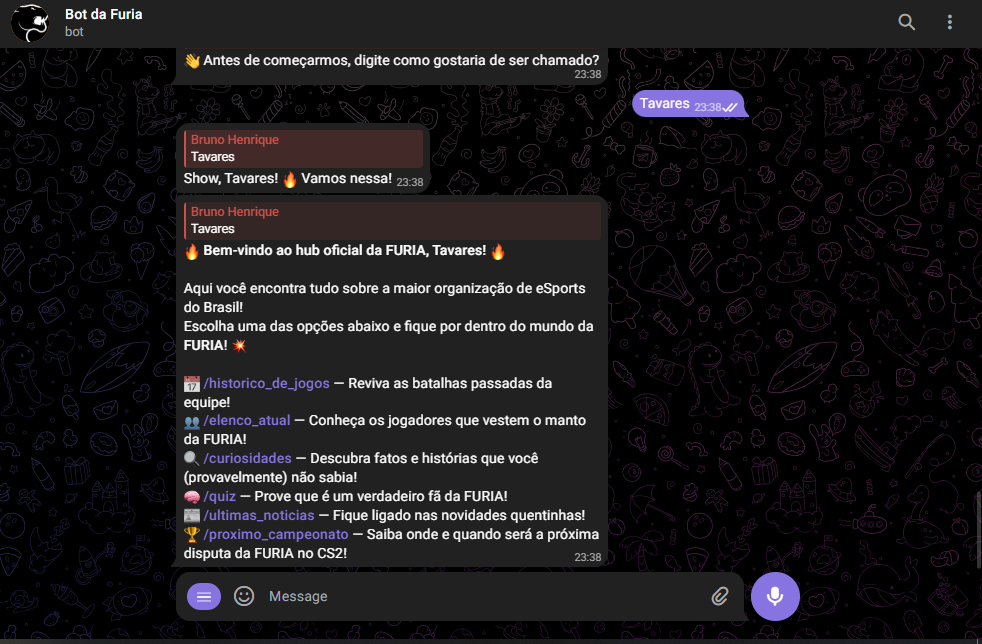 Bot da Furia
bot
👋 Antes de começarmos, digite como gostaria de ser chamado?
23:38
Tavares 23:38
Bruno Henrique
Tavares
Show, Tavares! 🔥 Vamos nessa! 23:38
Bruno Henrique
Tavares
🔥 Bem-vindo ao hub oficial da FURIA, Tavares! 🔥
Aqui você encontra tudo sobre a maior organização de eSports
do Brasil!
Escolha uma das opções abaixo e fique por dentro do mundo da
FURIA! 💥
📅 /historico_de_jogos — Reviva as batalhas passadas da
equipe!
👥 /elenco_atual — Conheça os jogadores que vestem o manto
da FURIA!
🔍 /curiosidades — Descubra fatos e histórias que você
(provavelmente) não sabia!
🧠 /quiz — Prove que é um verdadeiro fã da FURIA!
📰 /ultimas_noticias — Fique ligado nas novidades quentinhas!
🏆 /proximo_campeonato — Saiba onde e quando será a próxima
disputa da FURIA no CS2!
23:38
Message